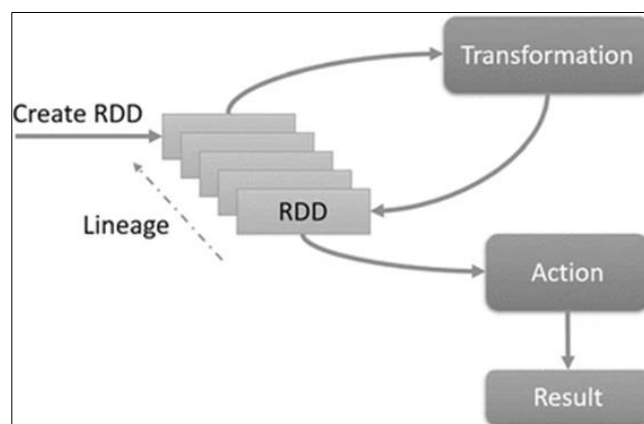 Transformation
Create RDD
RDD
Lineage
Action
Result